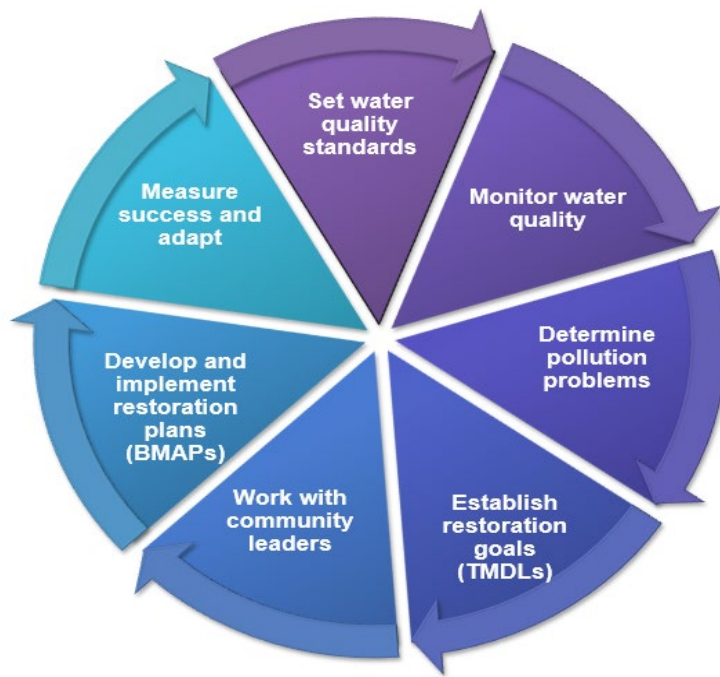 Set water
quality
standards
Monitor water
quality
Determine
pollution
problems
Establish
restoration
goals
(TMDLs)
Work with
community
leaders
Develop and
implement
restoration
plans
(BMAPs)
Measure
success and
adapt